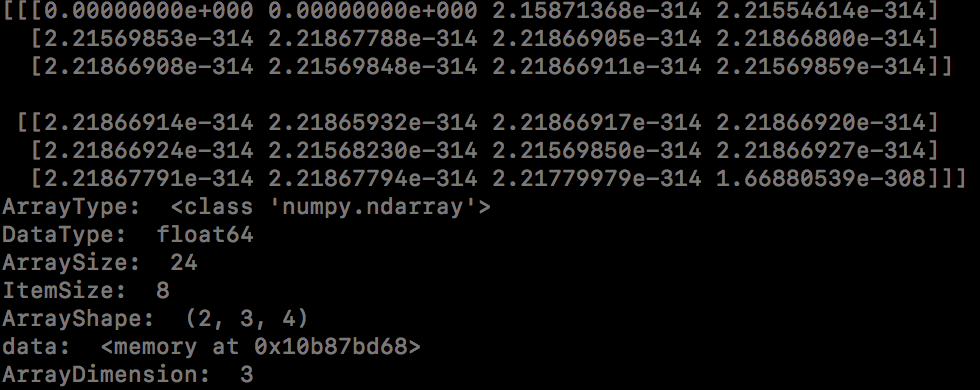 [[[0.00000000e+000 0.00000000e+000 2.15871368e-314 2.21554614e-314]
[2.21569853e-314 2.21867788e-314 2.21866905e-314 2.21866800e-314]
[2.21866908e-314 2.21569848e-314 2.21866911e-314 2.21569859e-314]]
[[2.21866914e-314 2.21865932e-314 2.21866917e-314 2.21866920e-314]
[2.21866924e-314 2.21568230e-314 2.21569850e-314 2.21866927e-314]
[2.21867791e-314 2.21867794e-314 2.21779979e-314 1.66880539e-308]]]
ArrayType:  <class 'numpy.ndarray'>
DataType:  float64
ArraySize:  24
ItemSize:  8
ArrayShape:  (2, 3, 4)
data:  <memory at 0x10b87bd68>
ArrayDimension:  3